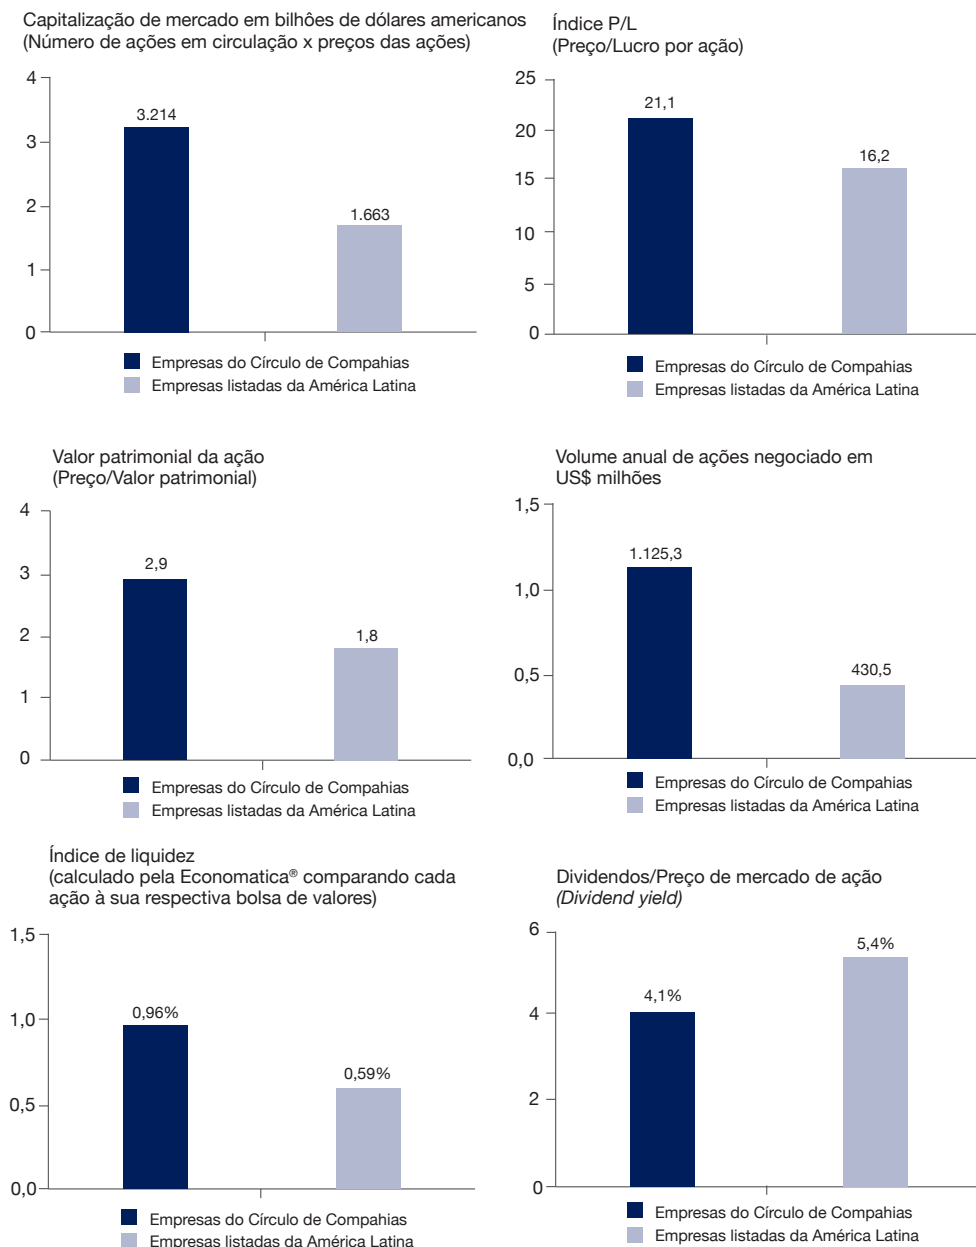 Capitalização de mercado em bilhões de dólares americanos
(Número de ações em circulação x preços das ações)
4
3
2
1
0
3.214
1.663
Empresas do Círculo de Compahias
Empresas listadas da América Latina
Índice P/L
(Preço/Lucro por ação)
25
20
15
10
5
0
21,1
16,2
Empresas do Círculo de Compahias
Empresas listadas da América Latina
Valor patrimonial da ação
(Preço/Valor patrimonial)
4
3
2
1
0
2,9
1,8
Empresas do Círculo de Compahias
Empresas listadas da América Latina
Volume anual de ações negociado em
US$ milhões
1,5
1,0
0,5
0,0
1.125,3
430,5
Empresas do Círculo de Compahias
Empresas listadas da América Latina
Índice de liquidez
(calculado pela Economatica® comparando cada
ação à sua respectiva bolsa de valores)
1,5
1,0
0,5
0,0
0,96%
0,59%
Empresas do Círculo de Compahias
Empresas listadas da América Latina
Dividendos/Preço de mercado de ação
(Dividend yield)
6
4
2
0
4,1%
5,4%
Empresas do Círculo de Compahias
Empresas listadas da América Latina